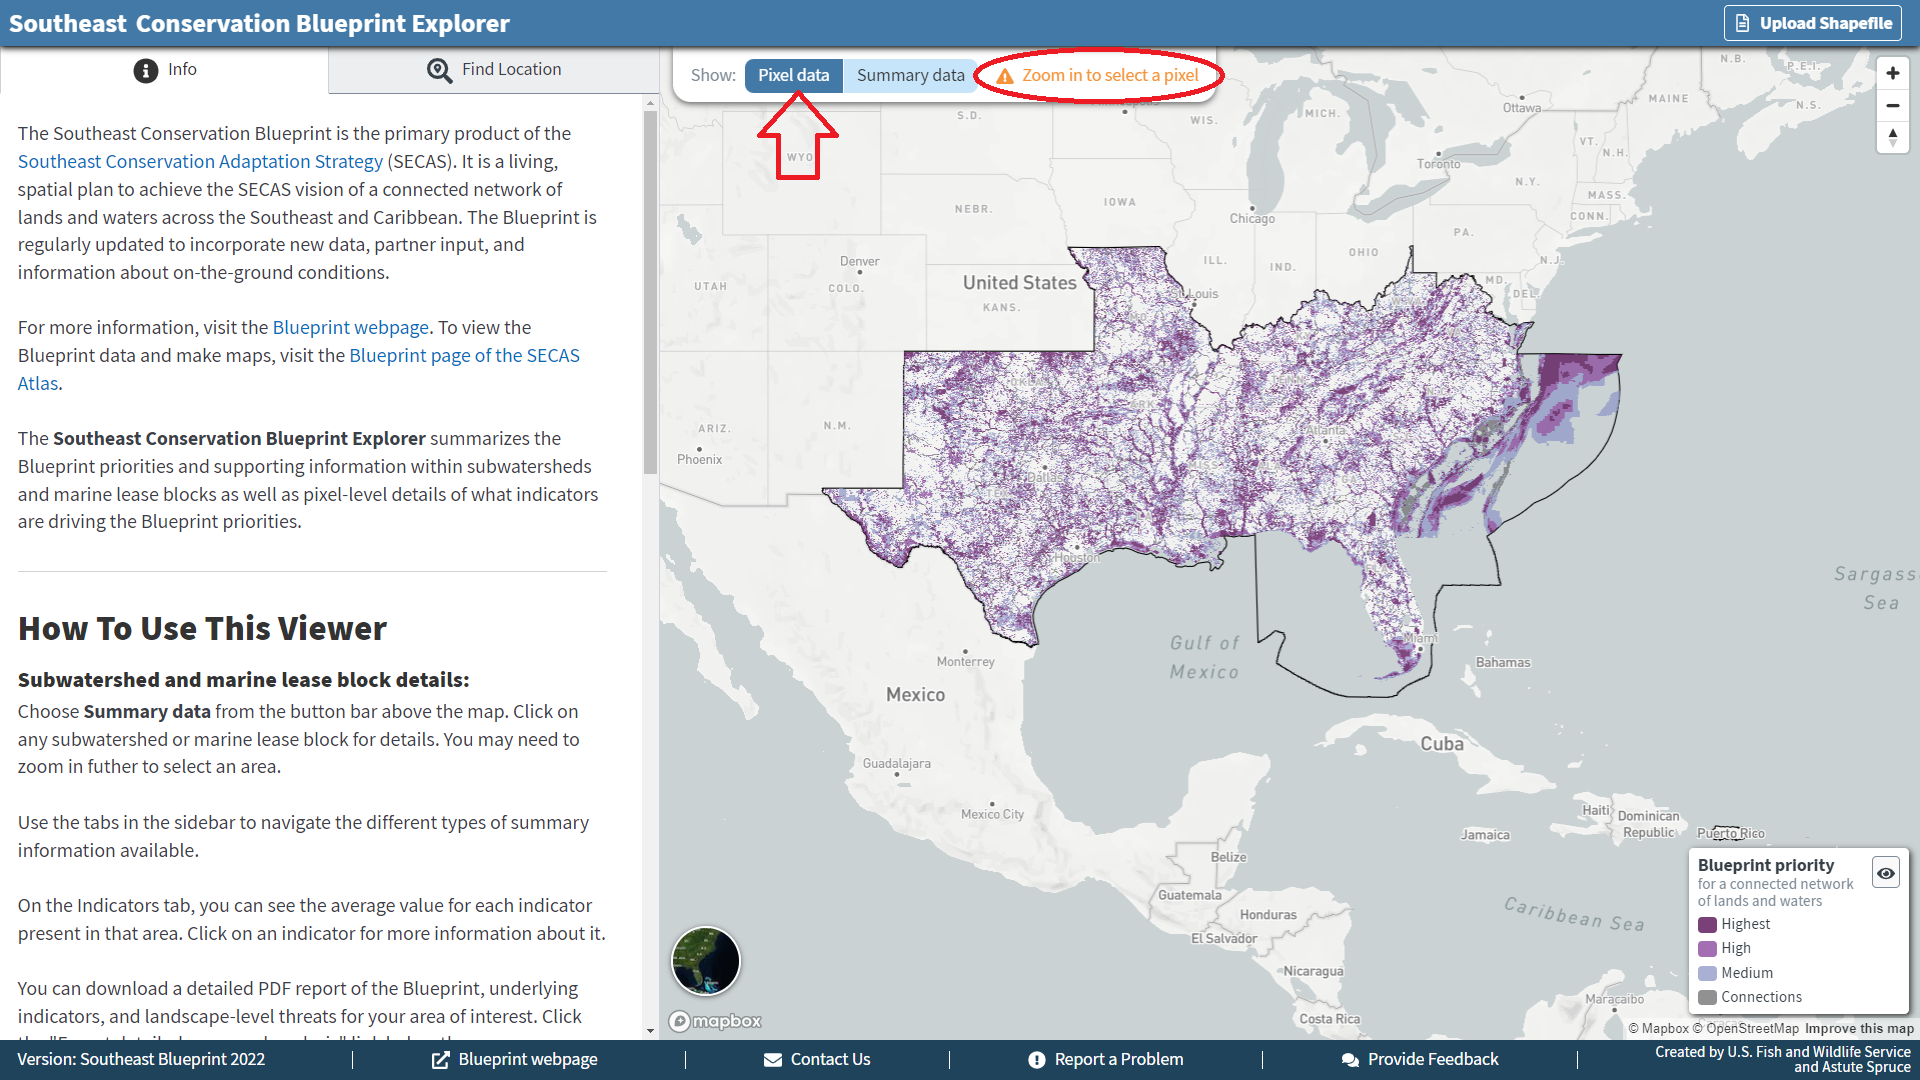 Southeast Conservation Blueprint Explorer
Upload Shapefile
Info
Find Location
Show:
Pixel data
Summary data
Zoom in to select a pixel
The Southeast Conservation Blueprint is the primary product of the
Southeast Conservation Adaptation Strategy (SECAS). It is a living,
spatial plan to achieve the SECAS vision of a connected network of
lands and waters across the Southeast and Caribbean. The Blueprint is
regularly updated to incorporate new data, partner input, and
information about on-the-ground conditions.
For more information, visit the Blueprint webpage. To view the
Blueprint data and make maps, visit the Blueprint page of the SECAS
Atlas.
The Southeast Conservation Blueprint Explorer summarizes the
Blueprint priorities and supporting information within subwatersheds
and marine lease blocks as well as pixel-level details of what indicators
are driving the Blueprint priorities.
How To Use This Viewer
Subwatershed and marine lease block details:
Choose Summary data from the button bar above the map. Click on
any subwatershed or marine lease block for details. You may need to
zoom in futher to select an area.
Use the tabs in the sidebar to navigate the different types of summary
information available.
On the Indicators tab, you can see the average value for each indicator
present in that area. Click on an indicator for more information about it.
You can download a detailed PDF report of the Blueprint, underlying
indicators, and landscape-level threats for your area of interest. Click
N.B.
P.E.I.
MAINE
N.S.
Ottawa
S.D.
WIS.
MICH.
VT.
N.H.
WYO
Toronto
N.Y.
MASS.
CONN.
NEBR.
IOWA
Chicago
PA.
OHIO
ILL.
IND.
N.J.
MD.
DEL.
Denver
COLO.
UTAH
United States
KANS.
St Louis
ARIZ.
N.M.
Phoenix
Dallas
Atlanta
Houston
Miami
Gulf of
Mexico
Sargass
Sea
Monterrey
Mexico
Bahamas
Cuba
Guadalajara
Mexico City
Haiti
Dominican
Republic
Puerto Rico
Jamaica
Belize
Guatemala
Honduras
El Salvador
Nicaragua
Caribbean Sea
Costa Rica
Maracaibo
Blueprint priority
for a connected network
of lands and waters
Highest
High
Medium
Connections
mapbox
© Mapbox © OpenStreetMap Improve this map
Version: Southeast Blueprint 2022
Blueprint webpage
Contact Us
Report a Problem
Provide Feedback
Created by U.S. Fish and Wildlife Service
and Astute Spruce